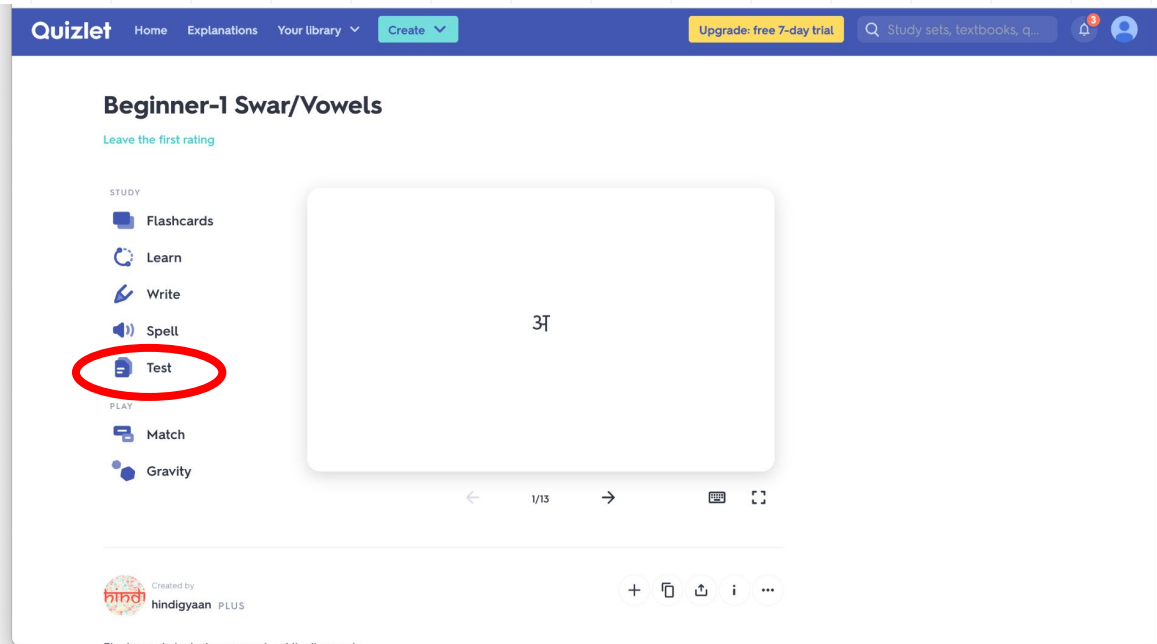 Quizlet Home Explanations Your library Create Upgrade: free 7-day trial Study sets, textbooks, q... 3
Beginner-1 Swar/Vowels
Leave the first rating
STUDY
Flashcards
Learn
Write
Spell
Test
PLAY
Match
Gravity
अ
1/13
hindi
Created by
hindigyaan PLUS